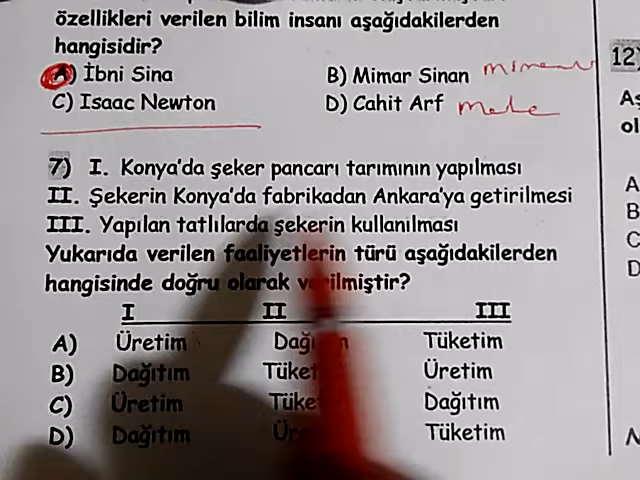 özellikleri verilen bilim insanı aşağıdakilerden
hangisidir?
A) İbni Sina B) Mimar Sinan mimar
C) Isaac Newton D) Cahit Arf
7) I. Konya'da şeker pancarı tarımının yapılması
II. Şekerin Konya'da fabrikadan Ankara'ya getirilmesi
III. Yapılan tatlılarda şekerin kullanılması
Yukarıda verilen faaliyetlerin türü aşağıdakilerden
hangisinde doğru olarak verilmiştir?
I II III
A) Üretim Tüketim
B) Dağıtım Üretim
C) Üretim Dağıtım
D) Dağıtım Tüketim
12)
A
B
C
D